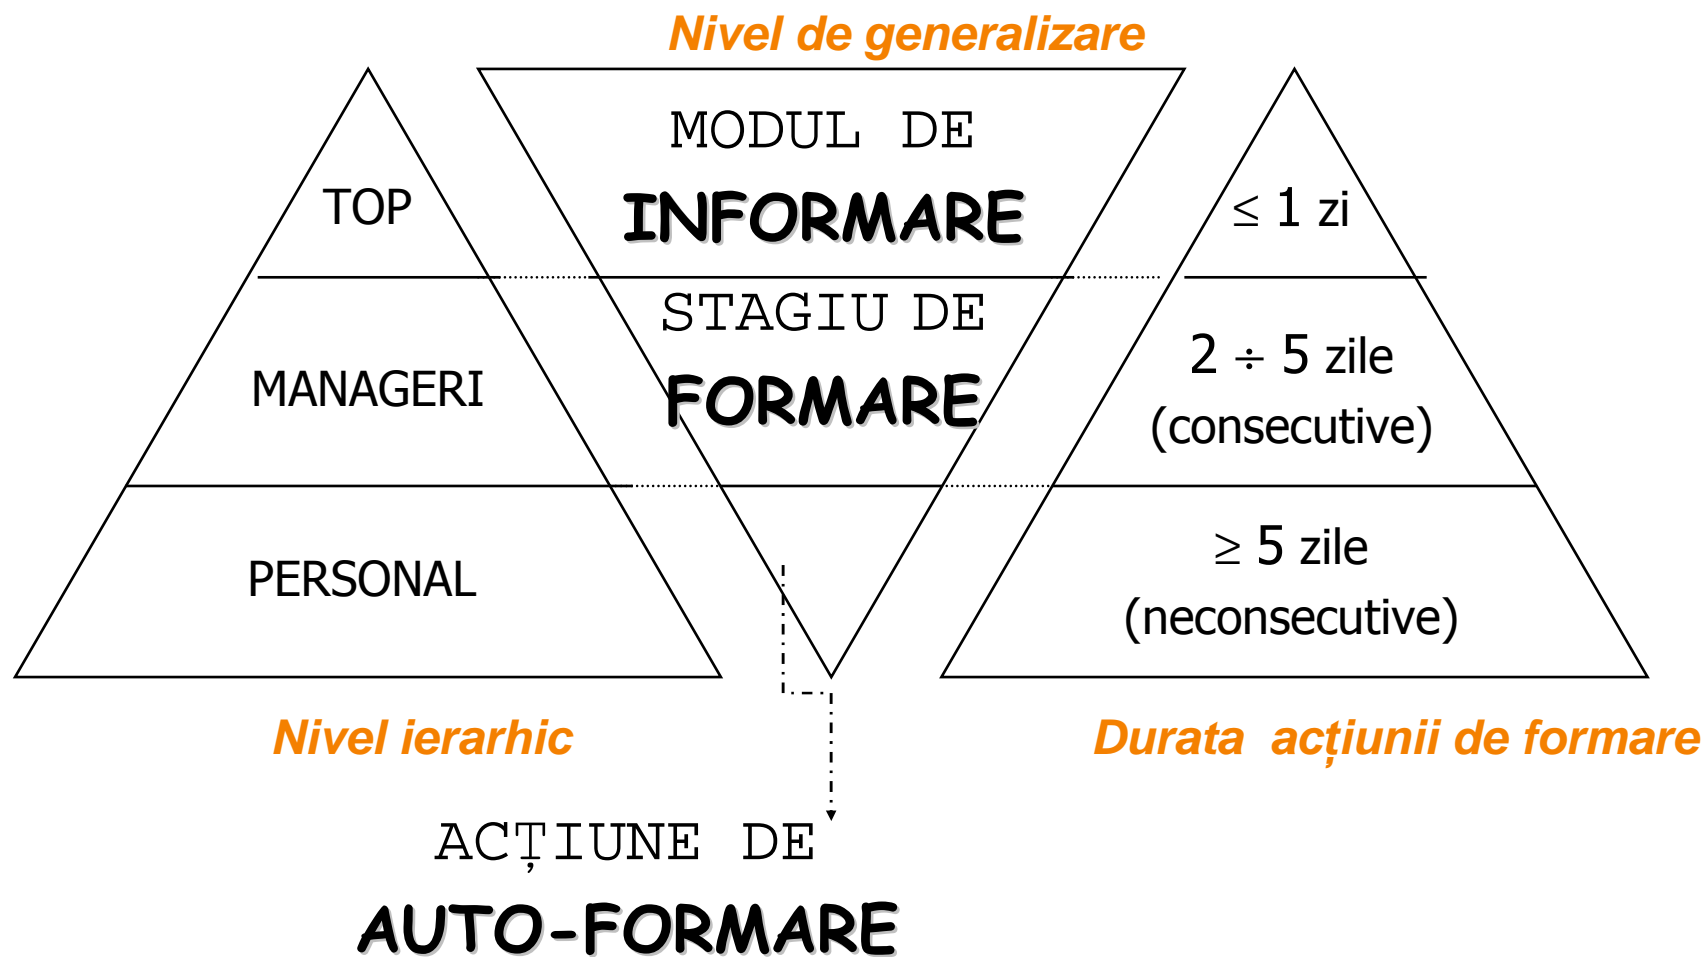 Nivel de generalizare
MODUL DE
INFORMARE
TOP
≤ 1 zi
STAGIU DE
FORMARE
MANAGERI
2 ÷ 5 zile
(consecutive)
PERSONAL
≥ 5 zile
(neconsecutive)
Nivel ierarhic
Durata acțiunii de formare
ACȚIUNE DE
AUTO-FORMARE